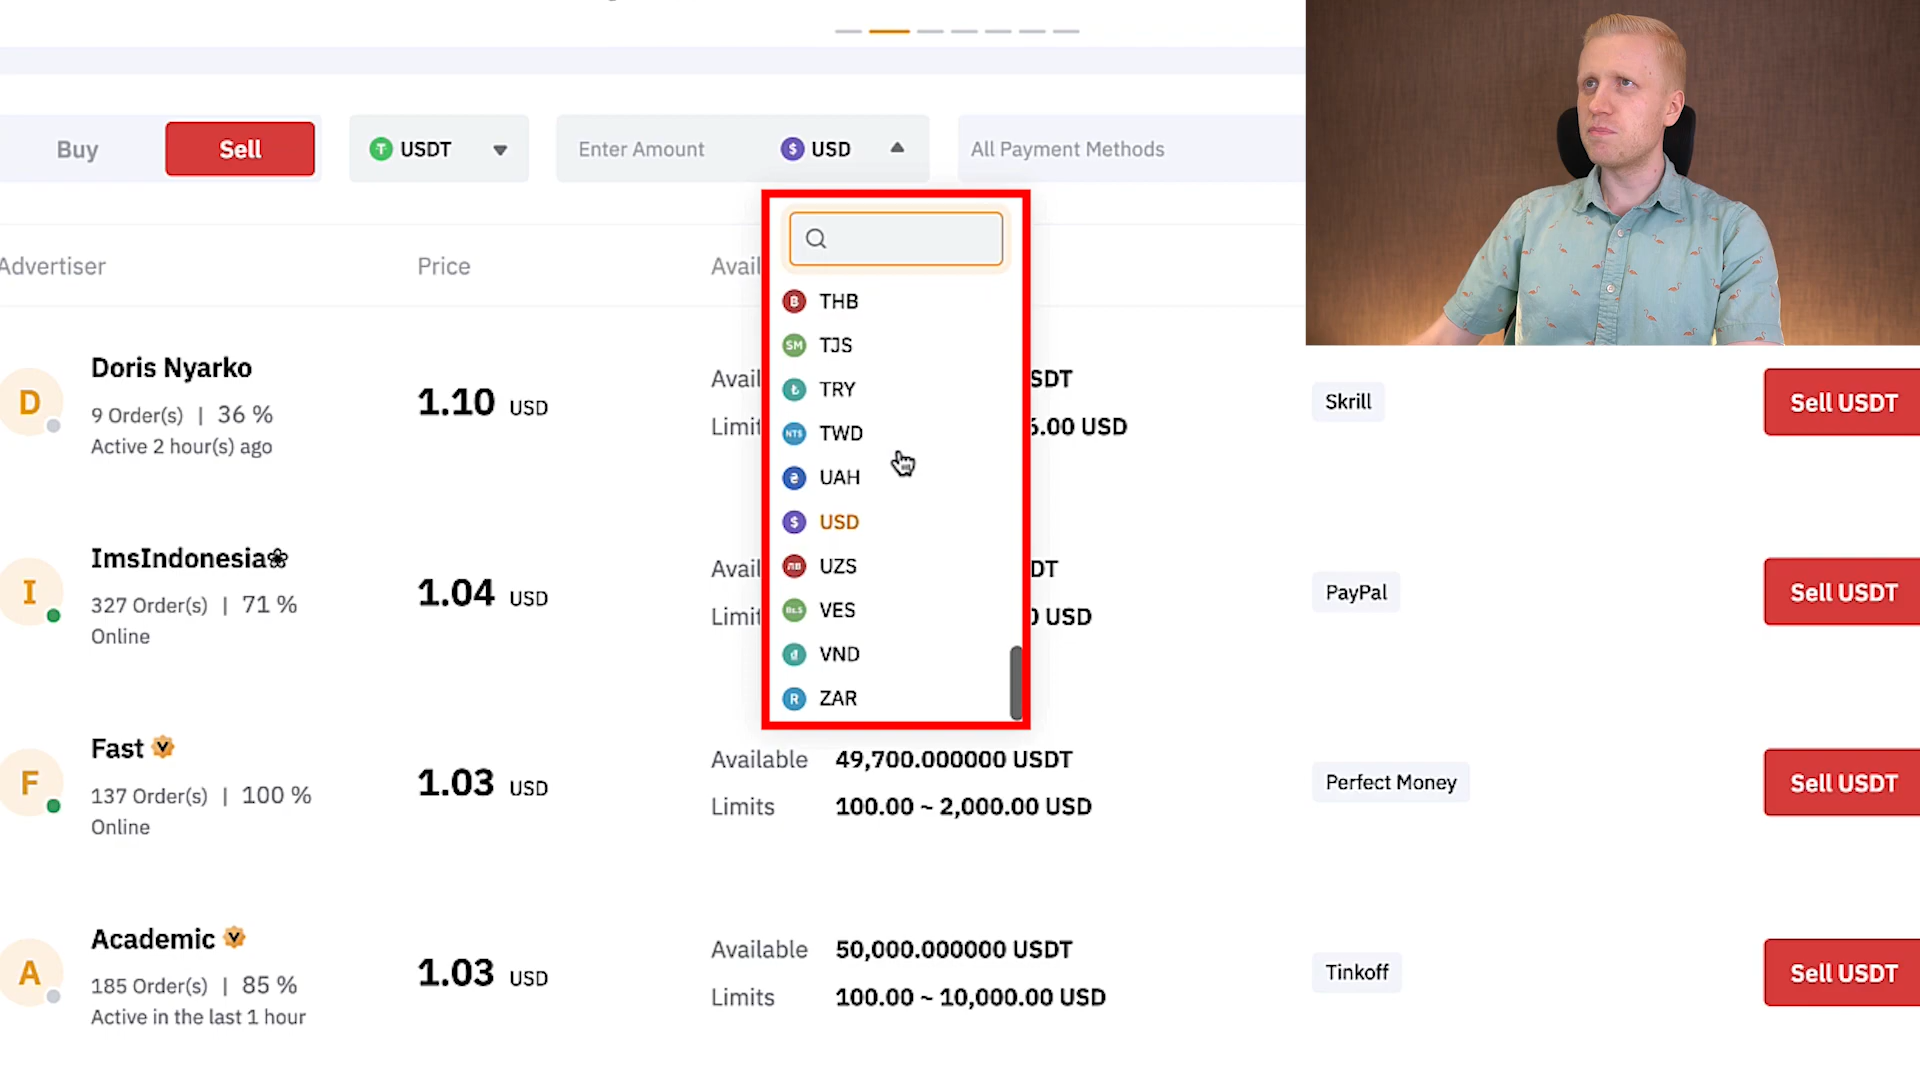 Buy
Sell
USDT
Enter Amount
USD
All Payment Methods
Advertiser
Price
Avail
THB
TJS
TRY
TWD
UAH
USD
UZS
VES
VND
ZAR
D
Doris Nyarko
9 Order(s) | 36 %
Active 2 hour(s) ago
1.10 USD
Avail
SDT
Limit
.00 USD
Skrill
Sell USDT
I
ImsIndonesia❀
327 Order(s) | 71 %
Online
1.04 USD
Avail
DT
Limit
USD
PayPal
Sell USDT
F
Fast
137 Order(s) | 100 %
Online
1.03 USD
Available 49,700.000000 USDT
Limits 100.00 ~ 2,000.00 USD
Perfect Money
Sell USDT
A
Academic
185 Order(s) | 85 %
Active in the last 1 hour
1.03 USD
Available 50,000.000000 USDT
Limits 100.00 ~ 10,000.00 USD
Tinkoff
Sell USDT